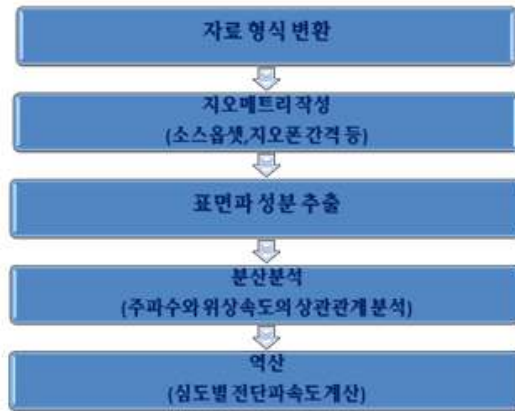 자료 형식 변환
지오메트리 작성
(소스옵셋,지오폰 간격 등)
표면파 성분 추출
분산분석
(주파수와 위상속도의 상관관계 분석)
역산
(심도별 전단파속도 계산)